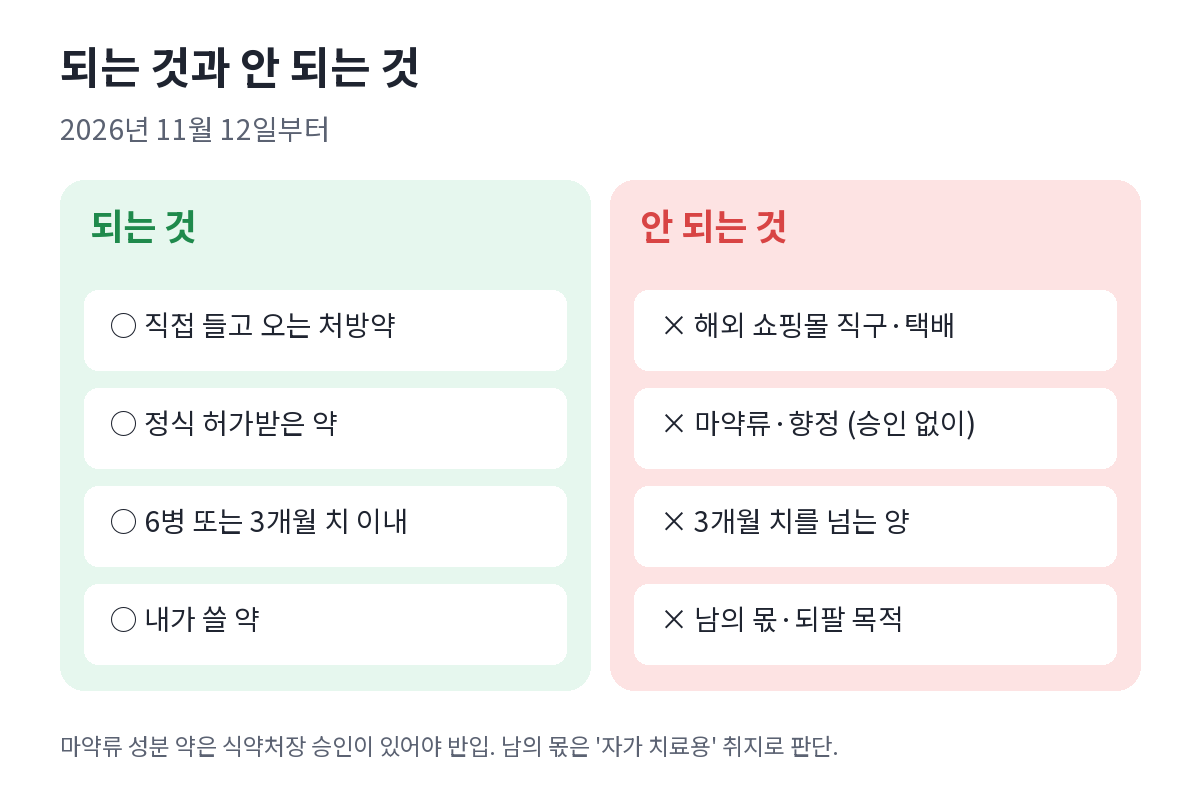 되는 것과 안 되는 것
2026년 11월 12일부터
되는 것
○ 직접 들고 오는 처방약
○ 정식 허가받은 약
○ 6병 또는 3개월 치 이내
○ 내가 쓸 약
안 되는 것
× 해외 쇼핑몰 직구·택배
× 마약류·향정 (승인 없이)
× 3개월 치를 넘는 양
× 남의 몫·되팔 목적
마약류 성분 약은 식약처장 승인이 있어야 반입. 남의 몫은 '자가 치료용' 취지로 판단.